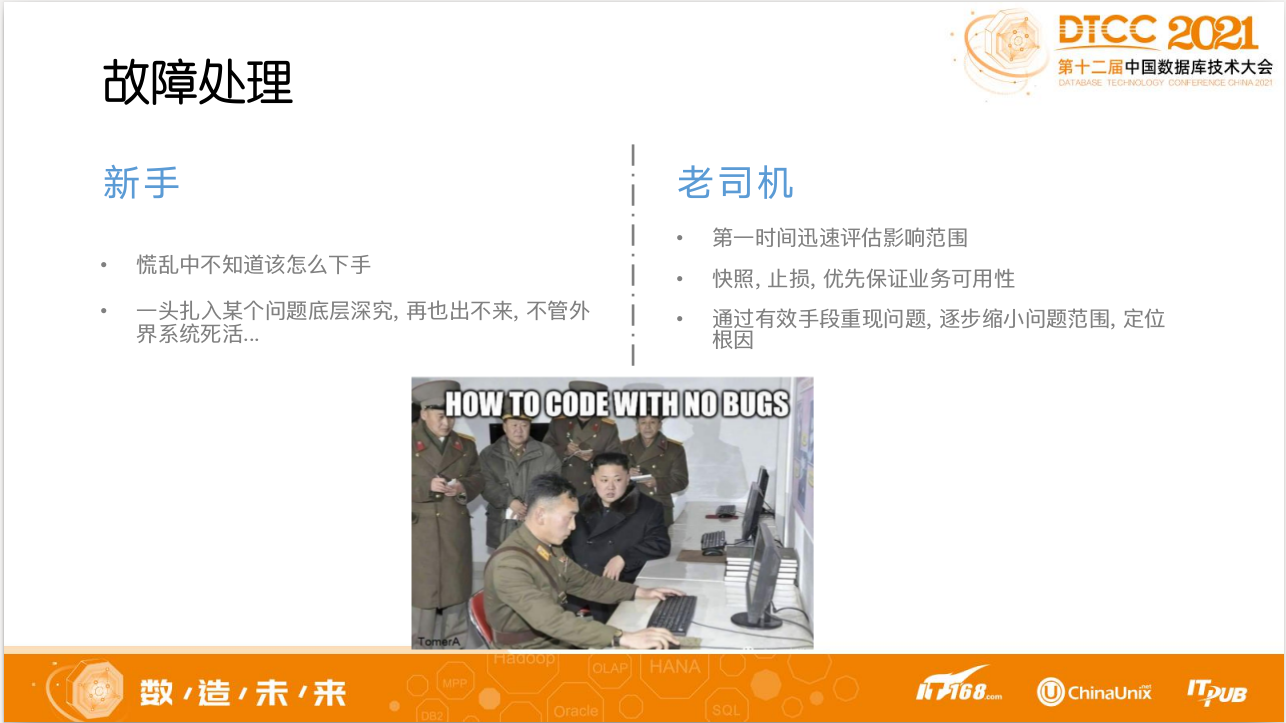 DTCC 2021
第十二届中国数据库技术大会
DATABASE TECHNOLOGY CONFERENCE CHINA 2021
故障处理
新手
• 慌乱中不知道该怎么下手
• 一头扎入某个问题底层深究, 再也出不来, 不管外
界系统死活...
老司机
• 第一时间迅速评估影响范围
• 快照, 止损, 优先保证业务可用性
• 通过有效手段重现问题, 逐步缩小问题范围, 定位
根因
HOW TO CODE WITH NO BUGS
TomerA
数 造 未 来
Hadoop
MPP
DB2
OLAP
HANA
Oracle
SQL
IT168.com
ChinaUnix.net
ITPUB